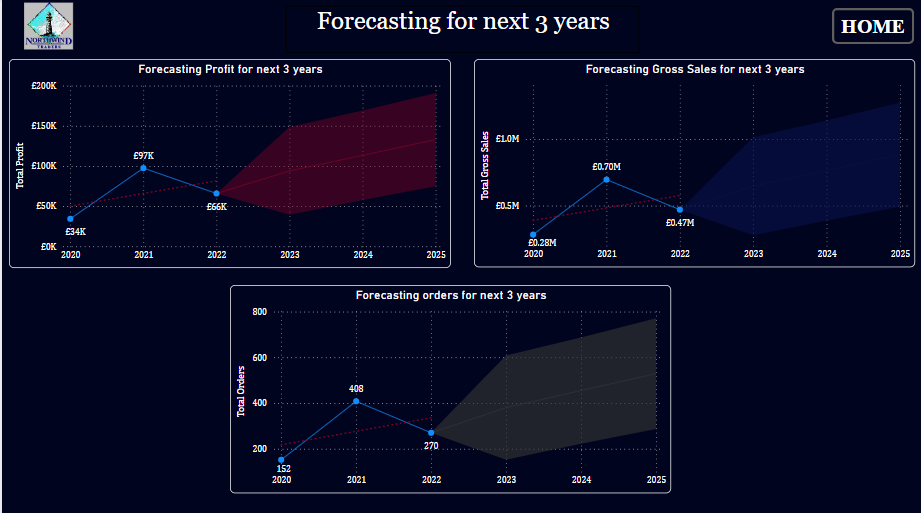 NORTHWIND
TRADERS
Forecasting for next 3 years
HOME
Forecasting Profit for next 3 years
Total Profit
£200K
£150K
£100K
£50K
£0K
£34K
£97K
£66K
2020 2021 2022 2023 2024 2025
Forecasting Gross Sales for next 3 years
Total Gross Sales
£1.0M
£0.5M
£0.28M
£0.70M
£0.47M
2020 2021 2022 2023 2024 2025
Forecasting orders for next 3 years
Total Orders
800
600
400
200
152
408
270
2020 2021 2022 2023 2024 2025